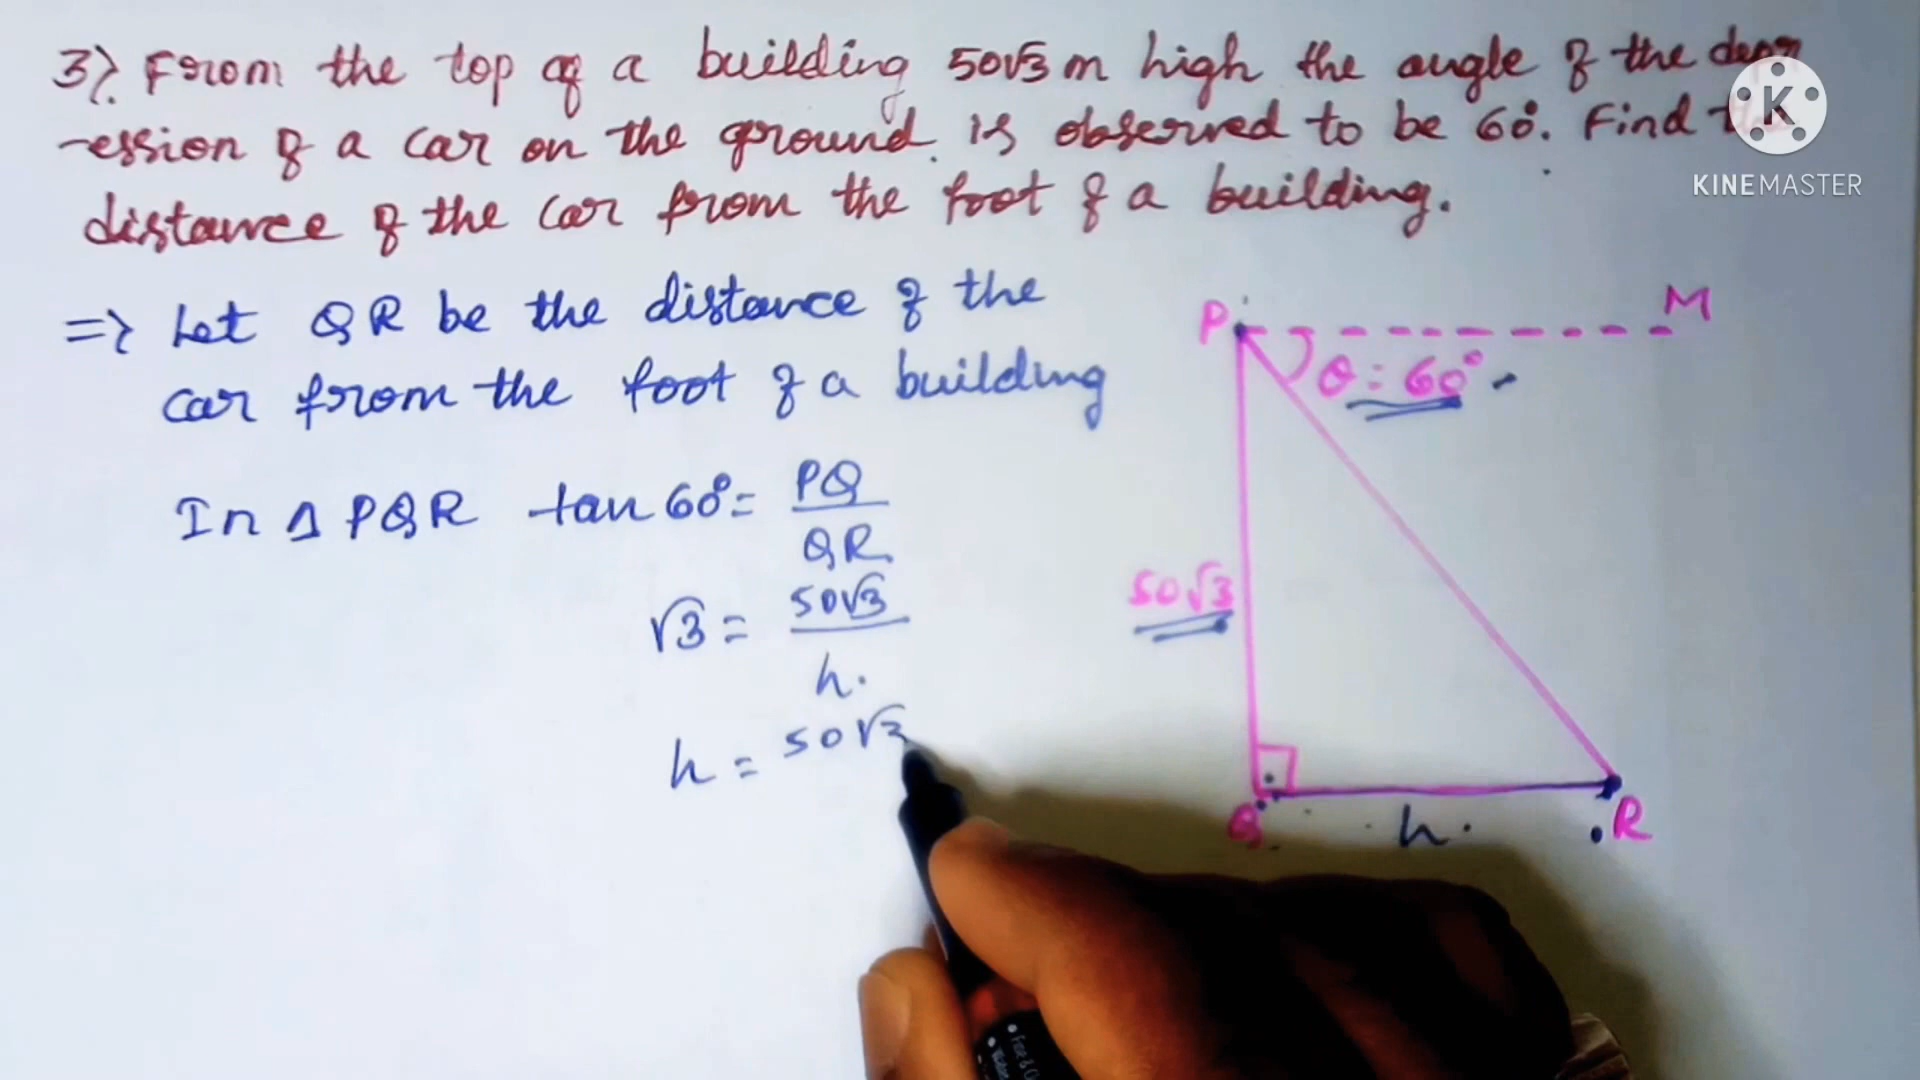 3). From the top of a building 50√3 m high the angle of the depr
-ession of a car on the ground is observed to be 60°. Find the
distance of the car from the foot of a building.
=> Let QR be the distance of the
car from the foot of a building
In Δ PQR tan 60° = PQ
QR
√3 = 50√3
h.
h = 50√3
P
M
θ = 60°
50√3
Q
h.
R
KINEMASTER
K